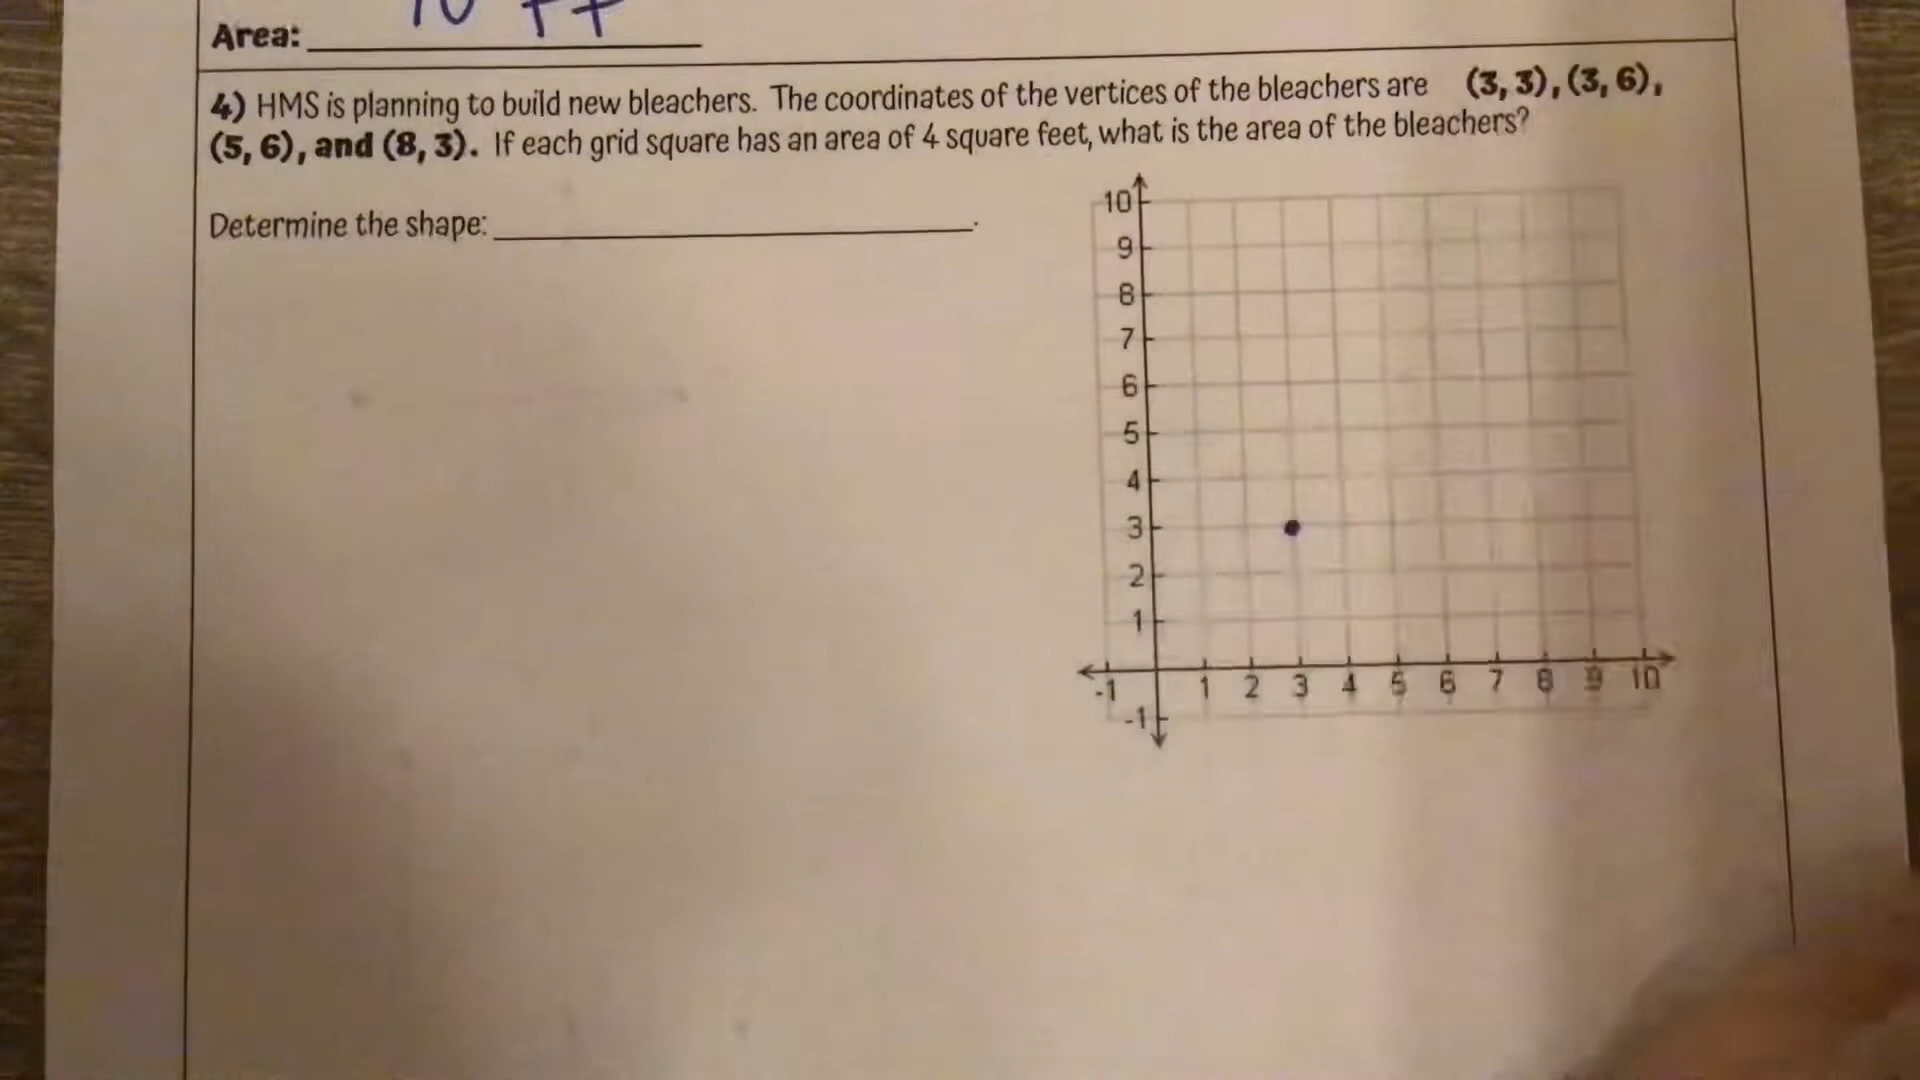 Area:
4) HMS is planning to build new bleachers. The coordinates of the vertices of the bleachers are (3, 3), (3, 6),
(5, 6), and (8, 3). If each grid square has an area of 4 square feet, what is the area of the bleachers?
Determine the shape: .
10
9
8
7
6
5
4
3
2
1
-1 1 2 3 4 5 6 7 8 9 10
-1